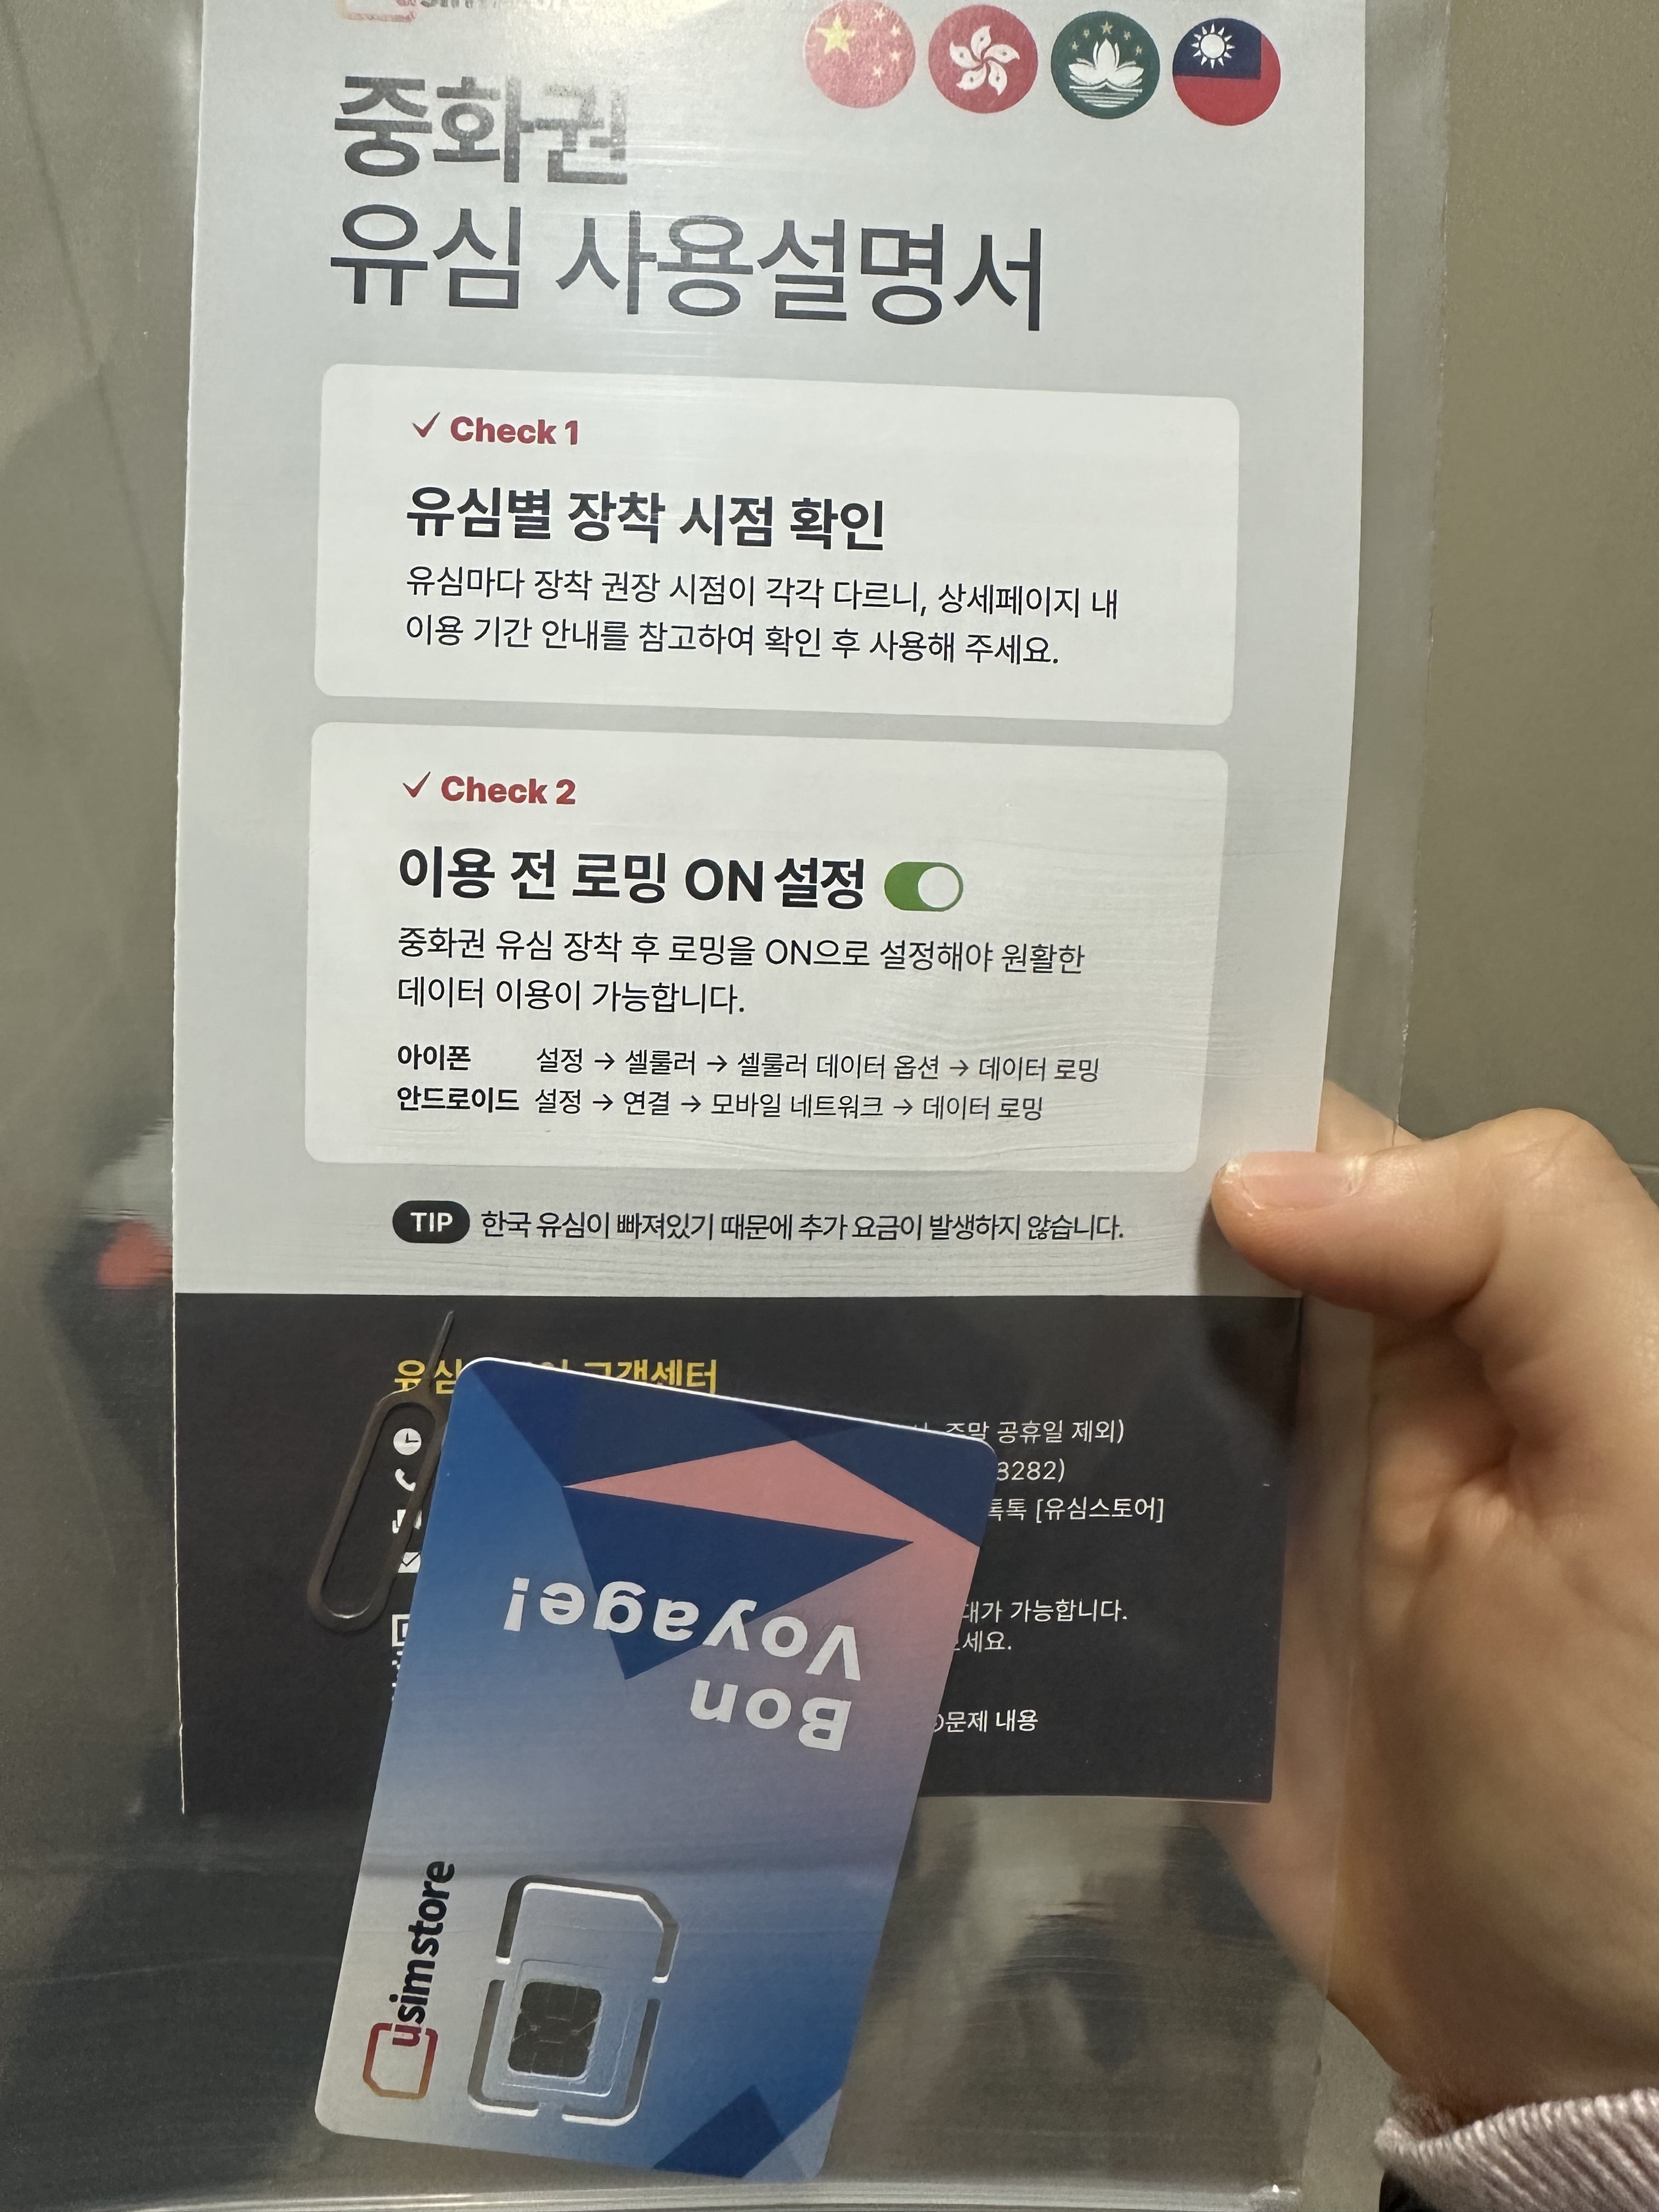 중화권
유심 사용설명서
✓ Check 1
유심별 장착 시점 확인
유심마다 장착 권장 시점이 각각 다르니, 상세페이지 내
이용 기간 안내를 참고하여 확인 후 사용해 주세요.
✓ Check 2
이용 전 로밍 ON 설정
중화권 유심 장착 후 로밍을 ON으로 설정해야 원활한
데이터 이용이 가능합니다.
아이폰 설정 → 셀룰러 → 셀룰러 데이터 옵션 → 데이터 로밍
안드로이드 설정 → 연결 → 모바일 네트워크 → 데이터 로밍
TIP 한국 유심이 빠져있기 때문에 추가 요금이 발생하지 않습니다.
고객센터
주말 공휴일 제외)
8282)
톡톡 [유심스토어]
가능합니다.
문제 내용
Bon
Voyage!
usimstore